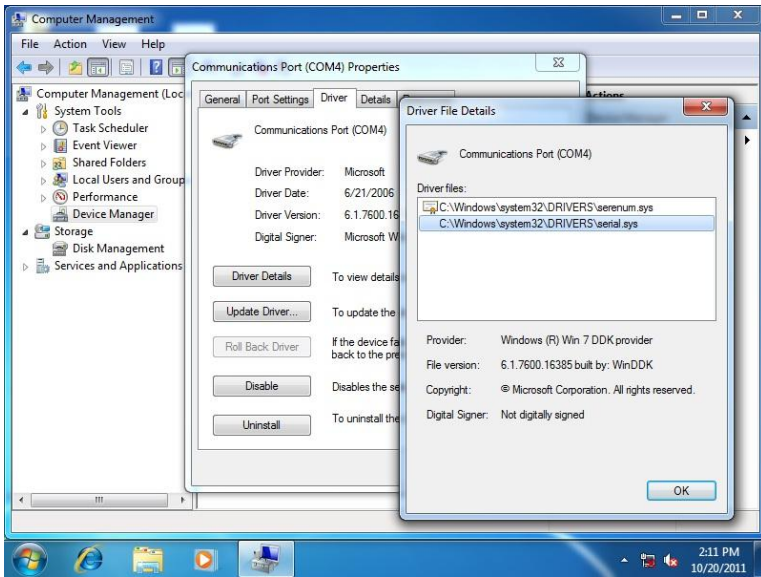 Computer Management
File Action View Help
Computer Management (Loc
System Tools
Task Scheduler
Event Viewer
Shared Folders
Local Users and Group
Performance
Device Manager
Storage
Disk Management
Services and Applications
Actions
Communications Port (COM4) Properties
General Port Settings Driver Details
Communications Port (COM4)
Driver Provider: Microsoft
Driver Date: 6/21/2006
Driver Version: 6.1.7600.16
Digital Signer: Microsoft W
Driver Details To view details
Update Driver... To update the
Roll Back Driver If the device fa
back to the pre
Disable Disables the se
Uninstall To uninstall the
Driver File Details
Communications Port (COM4)
Driver files:
C:\Windows\system32\DRIVERS\serenum.sys
C:\Windows\system32\DRIVERS\serial.sys
Provider: Windows (R) Win 7 DDK provider
File version: 6.1.7600.16385 built by: WinDDK
Copyright: © Microsoft Corporation. All rights reserved.
Digital Signer: Not digitally signed
OK
2:11 PM
10/20/2011